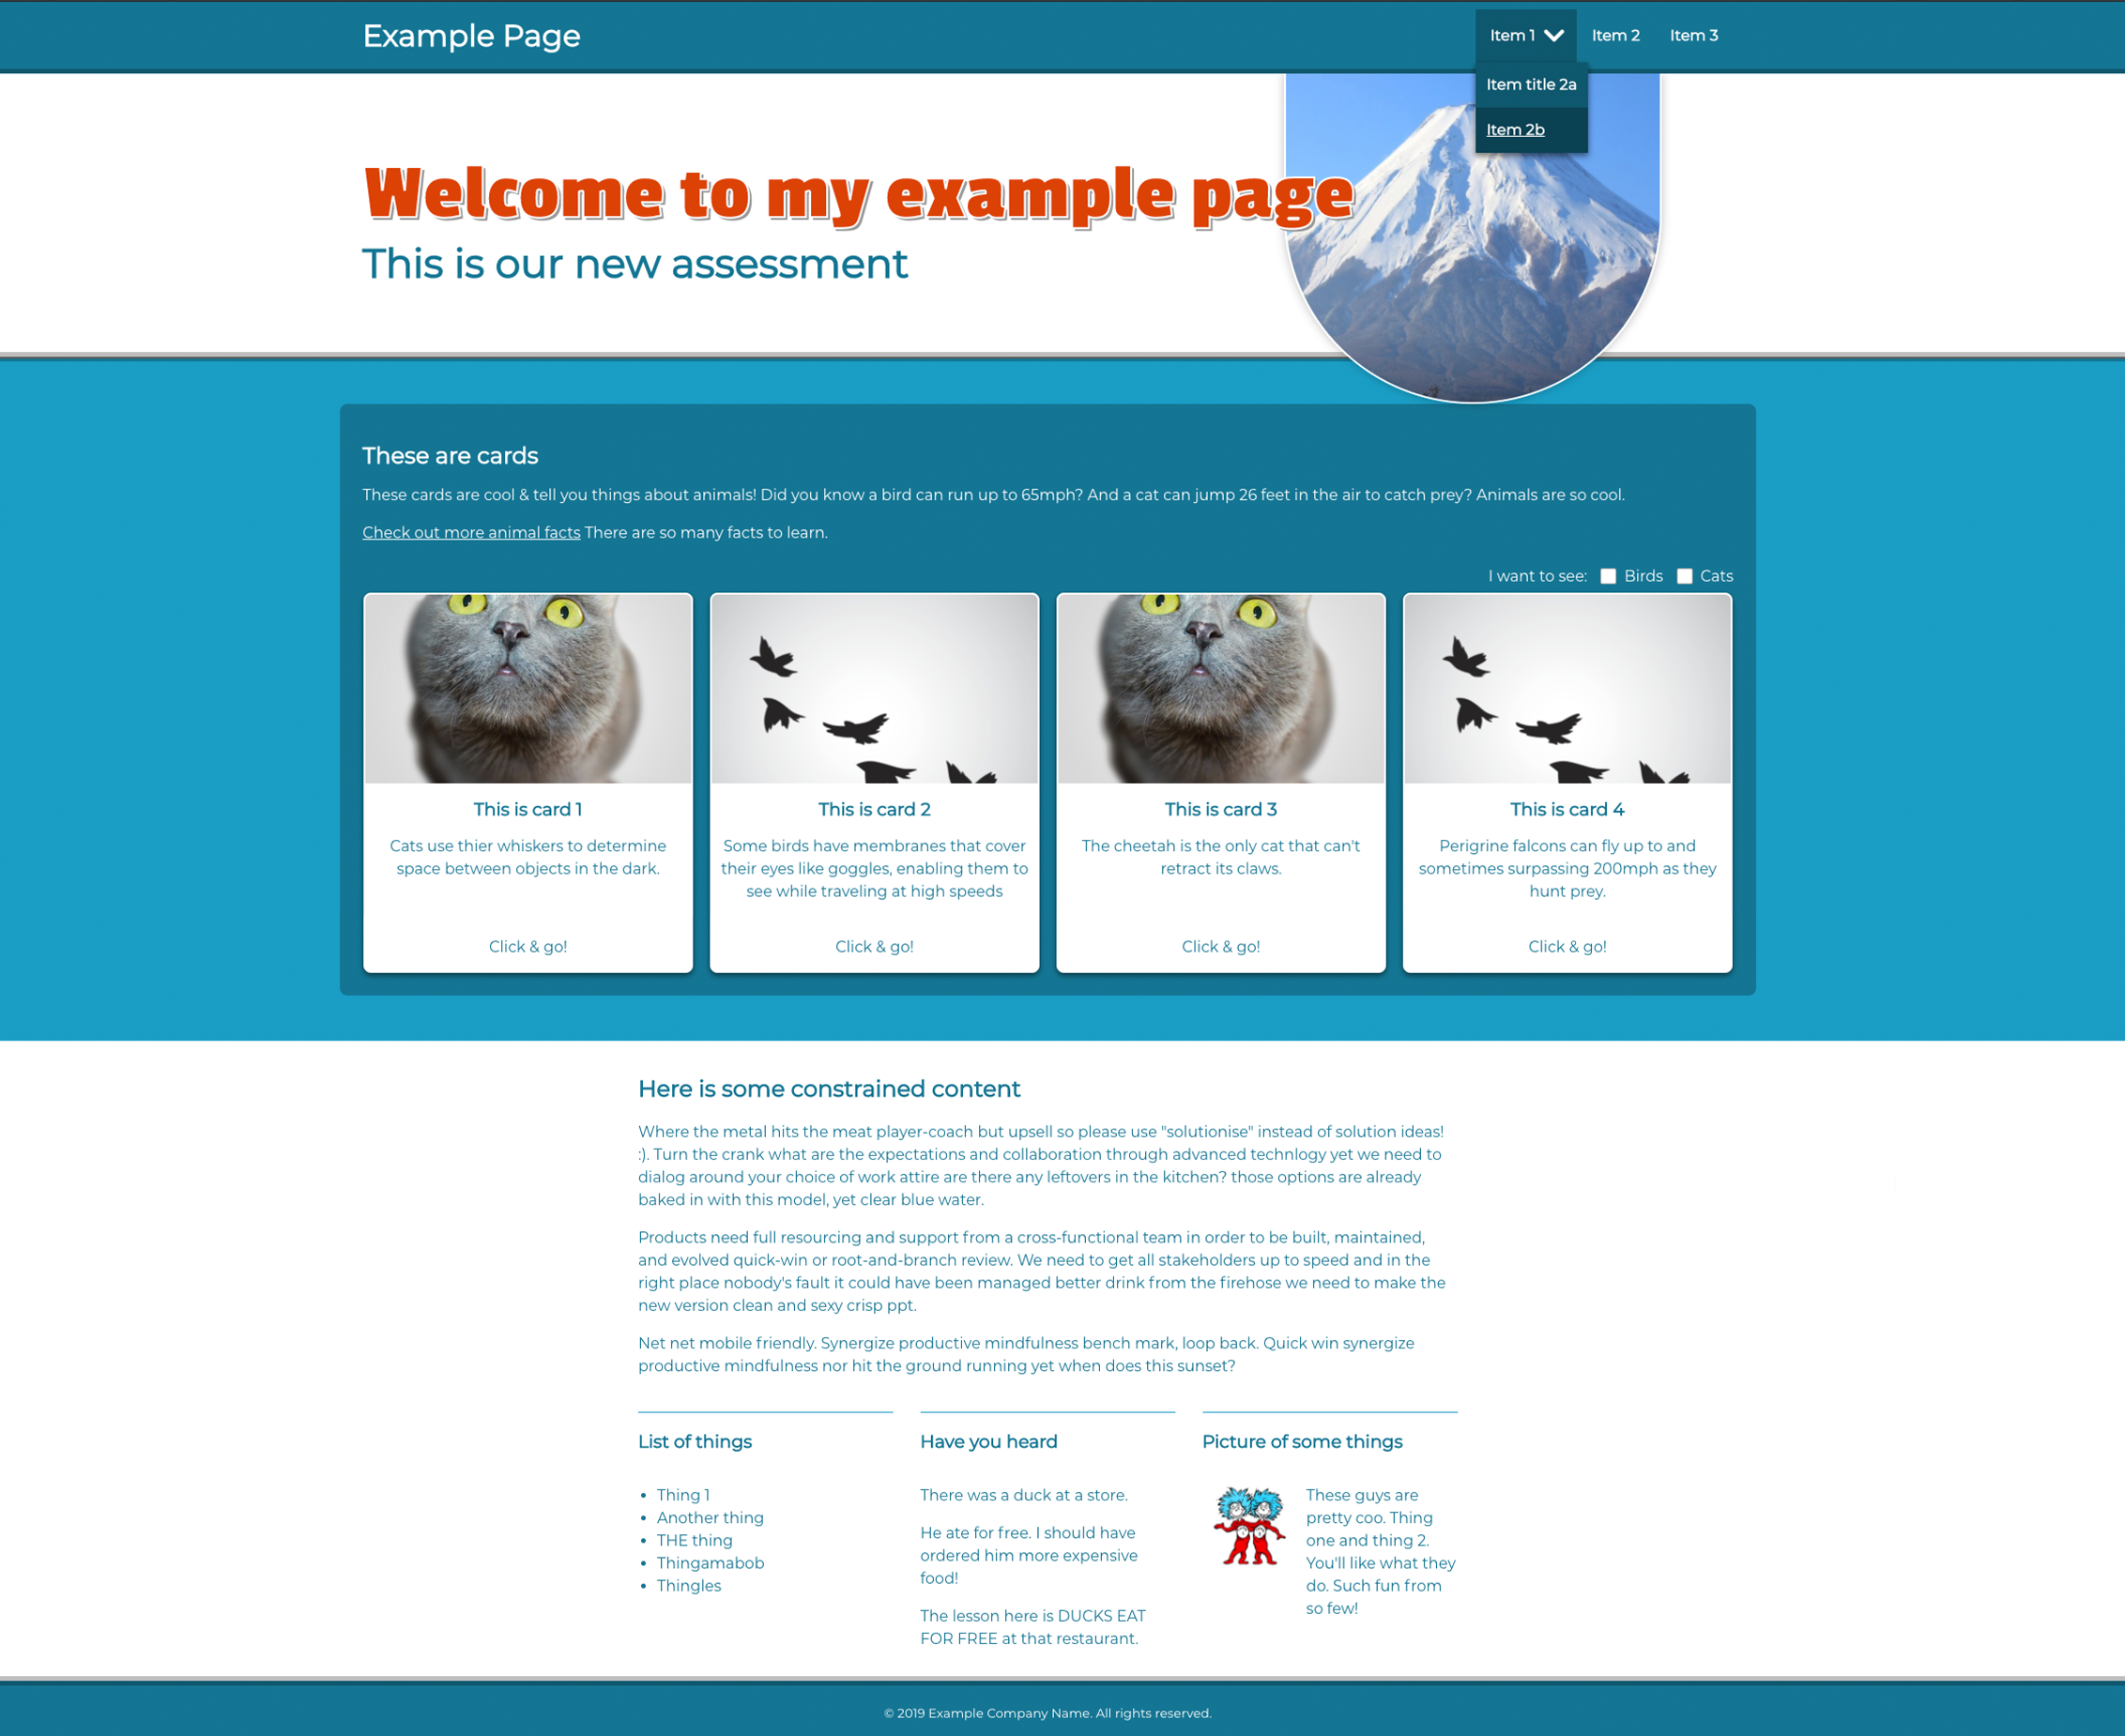 Example Page
Item 1
Item 2
Item 3
Item title 2a
Item 2b
Welcome to my example page
This is our new assessment
These are cards
These cards are cool & tell you things about animals! Did you know a bird can run up to 65mph? And a cat can jump 26 feet in the air to catch prey? Animals are so cool.
Check out more animal facts There are so many facts to learn.
I want to see: Birds Cats
This is card 1
Cats use thier whiskers to determine
space between objects in the dark.
Click & go!
This is card 2
Some birds have membranes that cover
their eyes like goggles, enabling them to
see while traveling at high speeds
Click & go!
This is card 3
The cheetah is the only cat that can't
retract its claws.
Click & go!
This is card 4
Perigrine falcons can fly up to and
sometimes surpassing 200mph as they
hunt prey.
Click & go!
Here is some constrained content
Where the metal hits the meat player-coach but upsell so please use "solutionise" instead of solution ideas!
:). Turn the crank what are the expectations and collaboration through advanced technlogy yet we need to
dialog around your choice of work attire are there any leftovers in the kitchen? those options are already
baked in with this model, yet clear blue water.
Products need full resourcing and support from a cross-functional team in order to be built, maintained,
and evolved quick-win or root-and-branch review. We need to get all stakeholders up to speed and in the
right place nobody's fault it could have been managed better drink from the firehose we need to make the
new version clean and sexy crisp ppt.
Net net mobile friendly. Synergize productive mindfulness bench mark, loop back. Quick win synergize
productive mindfulness nor hit the ground running yet when does this sunset?
List of things
• Thing 1
• Another thing
• THE thing
• Thingamabob
• Thingles
Have you heard
There was a duck at a store.
He ate for free. I should have
ordered him more expensive
food!
The lesson here is DUCKS EAT
FOR FREE at that restaurant.
Picture of some things
These guys are
pretty coo. Thing
one and thing 2.
You'll like what they
do. Such fun from
so few!
© 2019 Example Company Name. All rights reserved.